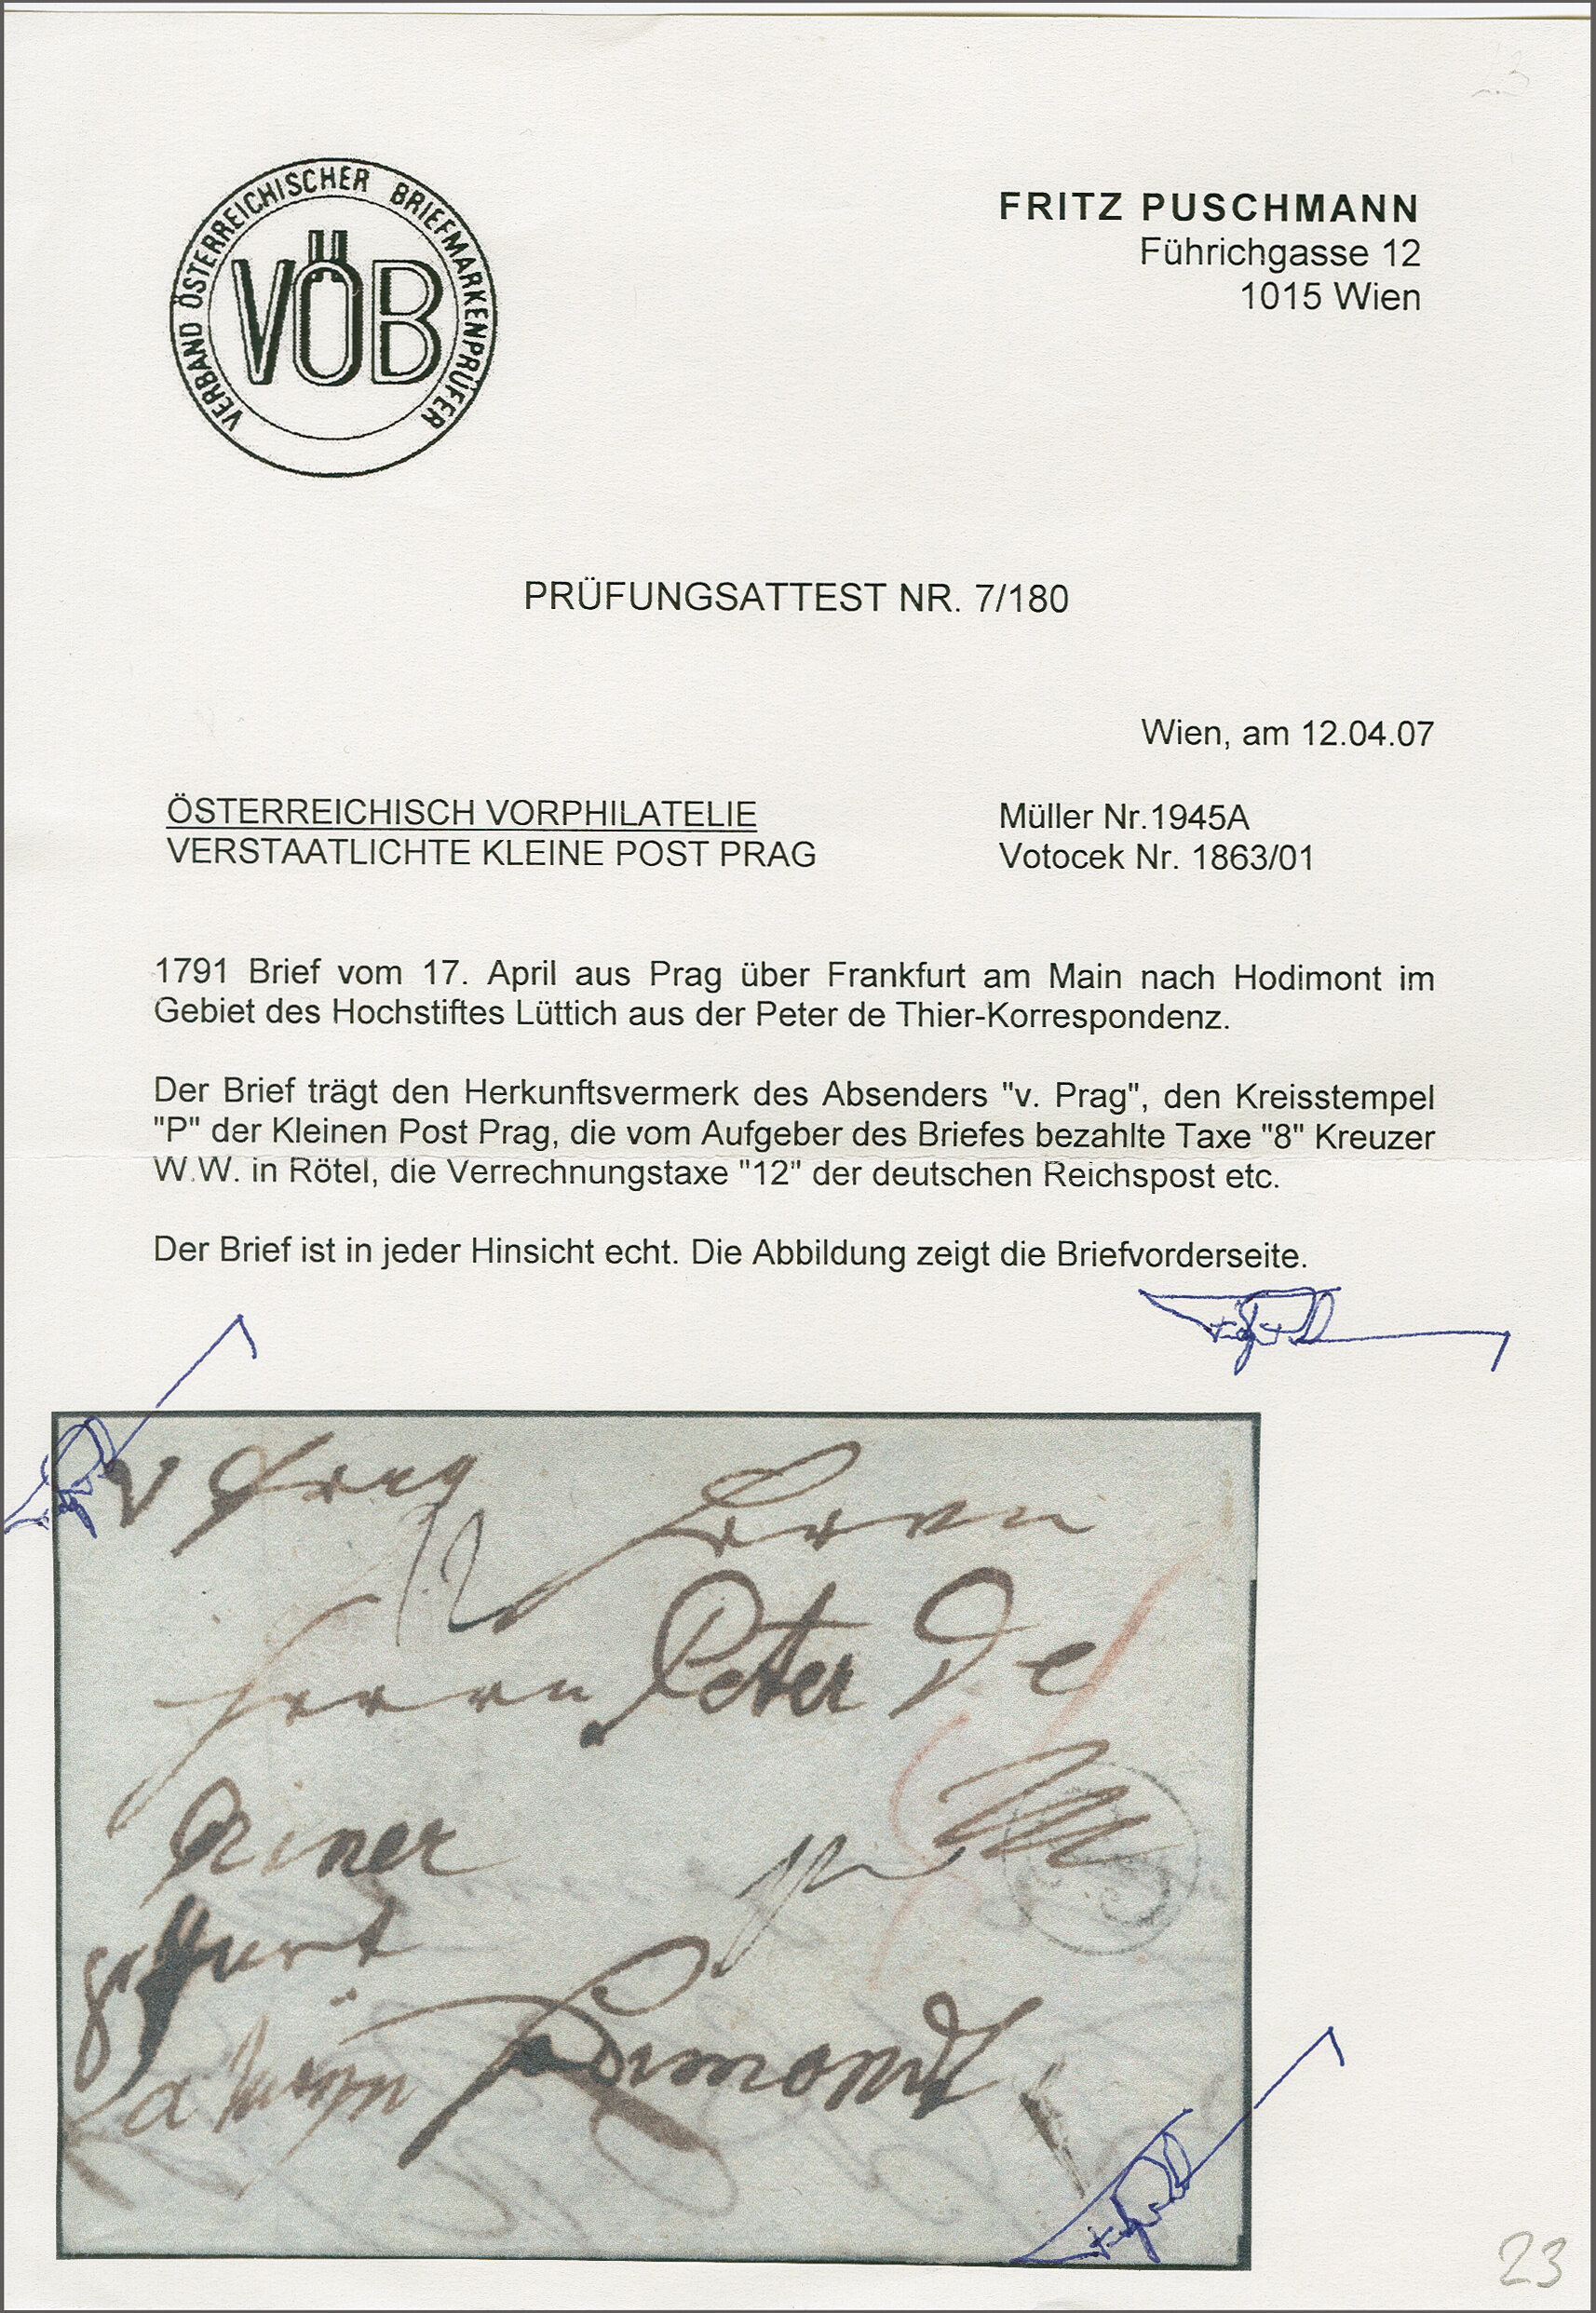 VERBAND ÖSTERREICHISCHER BRIEFMARKENPRÜFER
VÖB
FRITZ PUSCHMANN
Führichgasse 12
1015 Wien
PRÜFUNGSATTEST NR. 7/180
Wien, am 12.04.07
ÖSTERREICHISCH VORPHILATELIE
VERSTAATLICHTE KLEINE POST PRAG
Müller Nr.1945A
Votocek Nr. 1863/01
1791 Brief vom 17. April aus Prag über Frankfurt am Main nach Hodimont im
Gebiet des Hochstiftes Lüttich aus der Peter de Thier-Korrespondenz.
Der Brief trägt den Herkunftsvermerk des Absenders "v. Prag", den Kreisstempel
"P" der Kleinen Post Prag, die vom Aufgeber des Briefes bezahlte Taxe "8" Kreuzer
W.W. in Rötel, die Verrechnungstaxe "12" der deutschen Reichspost etc.
Der Brief ist in jeder Hinsicht echt. Die Abbildung zeigt die Briefvorderseite.
v Prag
12
Herrn
Herrn Peter De
23